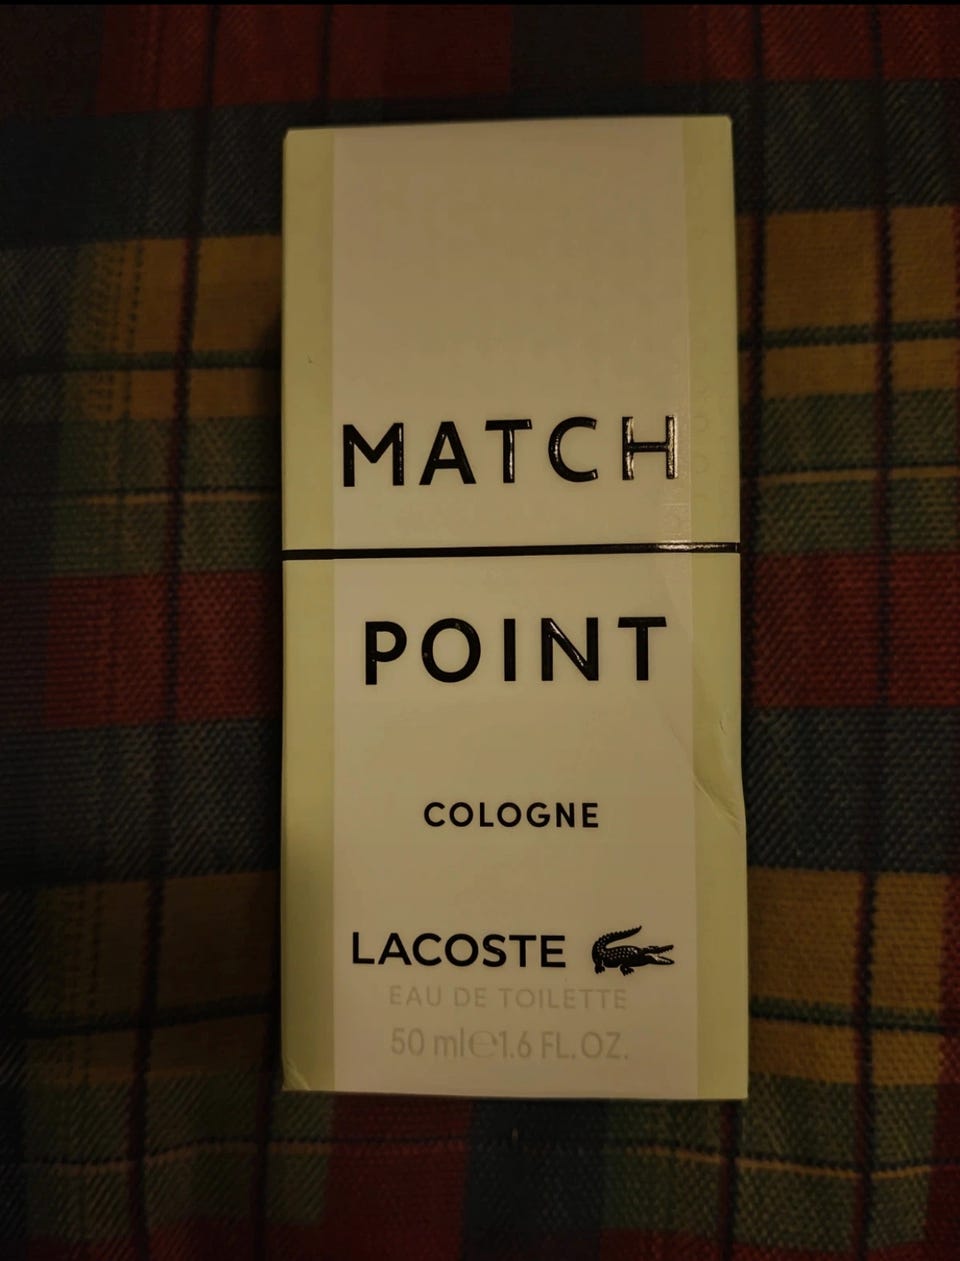 MATCH
POINT
COLOGNE
LACOSTE
EAU DE TOILETTE
50 ml℮1.6 FL.OZ.